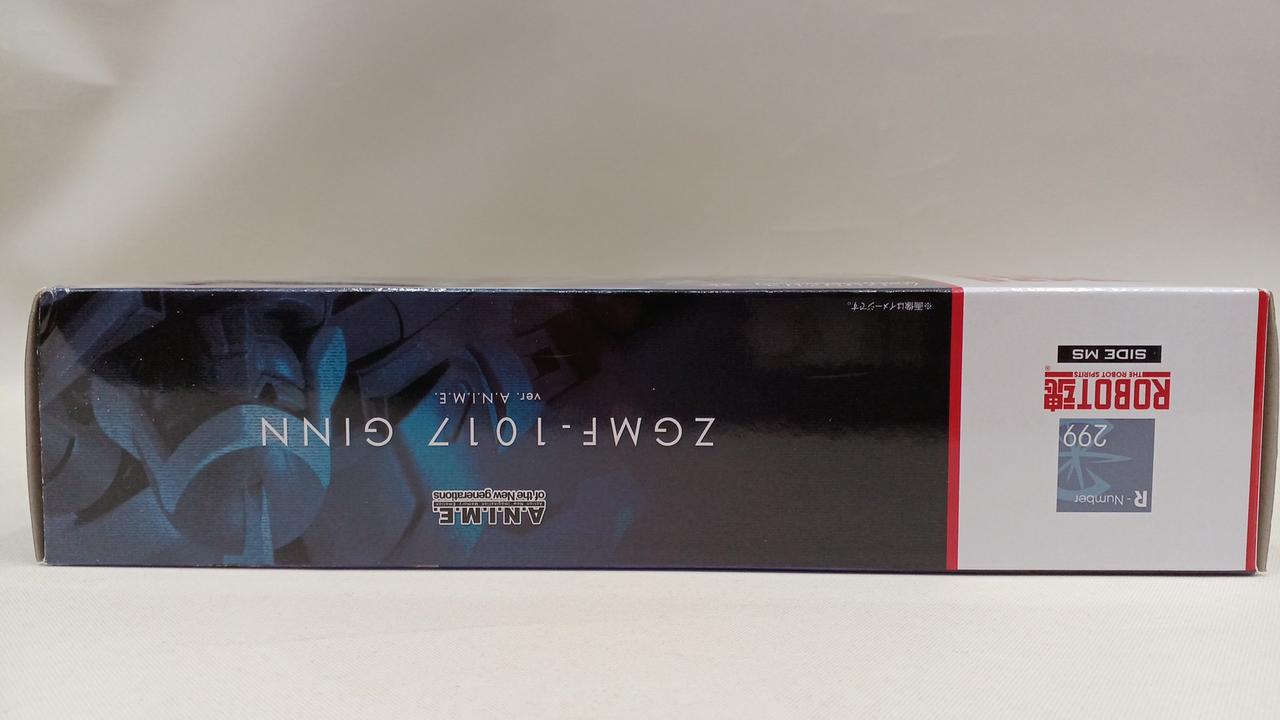 R - Number
299
ROBOT魂
THE ROBOT SPIRITS
SIDE MS
A.N.I.M.E.
of the New generations
ZGMF-1017 GINN
ver. A.N.I.M.E.
※画像はイメージです。